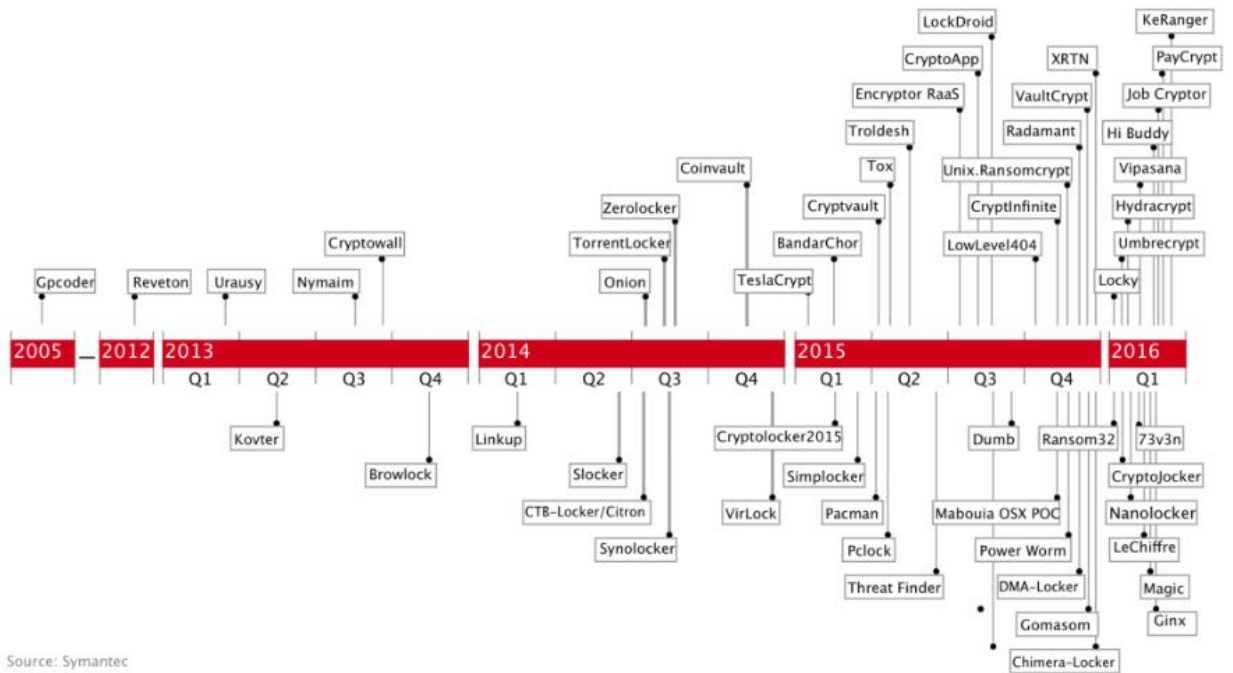 LockDroid
KeRanger
CryptoApp
XRTN
PayCrypt
Encryptor RaaS
VaultCrypt
Job Cryptor
Troldesh
Radamant
Hi Buddy
Coinvault
Tox
Unix.Ransomcrypt
Vipasana
Zerolocker
Cryptvault
CryptInfinite
Hydracrypt
Cryptowall
TorrentLocker
BandarChor
LowLevel404
Umbrecrypt
Gpcoder
Reveton
Urausy
Nymaim
Onion
TeslaCrypt
Locky
2005 — 2012 2013 2014 2015 2016
Q1 Q2 Q3 Q4 Q1 Q2 Q3 Q4 Q1 Q2 Q3 Q4 Q1
Kovter
Linkup
Cryptolocker2015
Dumb
Ransom32
73v3n
Browlock
Slocker
Simplocker
CryptoJocker
CTB-Locker/Citron
VirLock
Pacman
Mabouia OSX POC
Nanolocker
Synolocker
Pclock
Power Worm
LeChiffre
Threat Finder
DMA-Locker
Magic
Gomasom
Ginx
Chimera-Locker
Source: Symantec